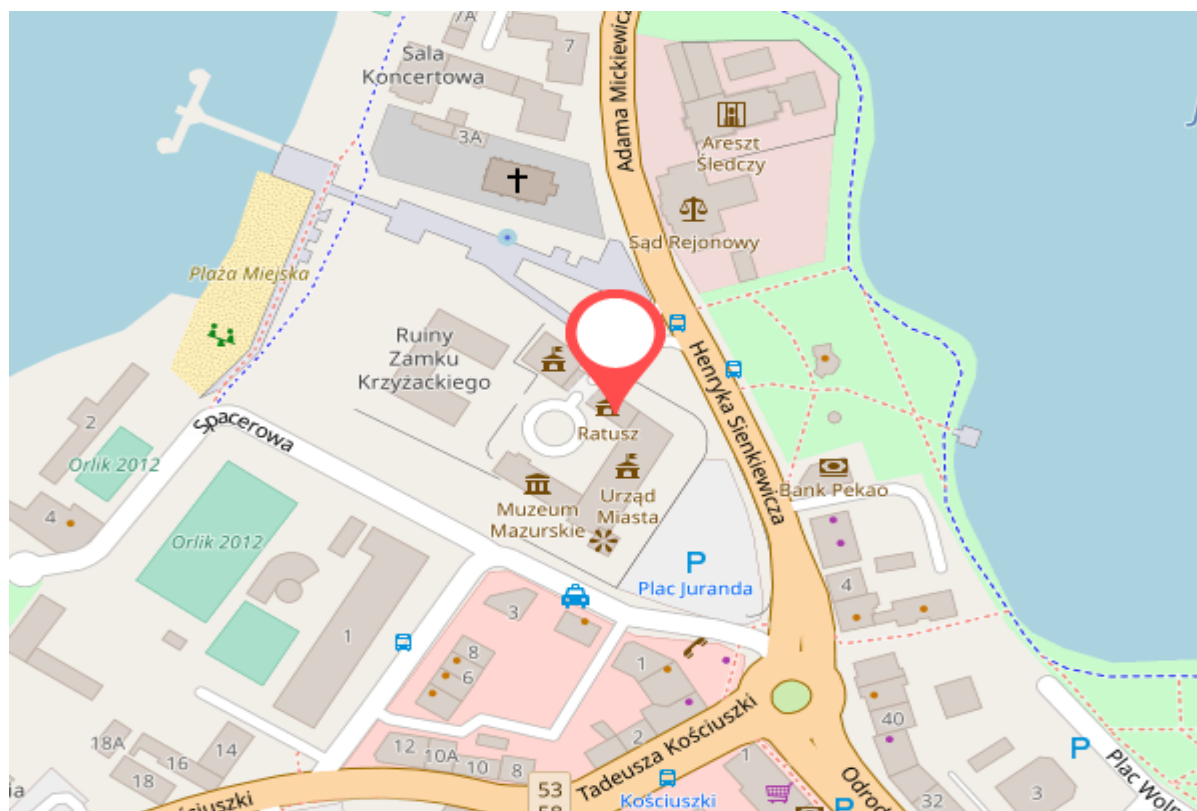 7A
7
Sala
Koncertowa
Adama Mickiewicza
3A
Areszt
Śledczy
Sąd Rejonowy
Plaża Miejska
Ruiny
Zamku
Krzyżackiego
Henryka Sienkiewicza
2
Spacerowa
Ratusz
Orlik 2012
Bank Pekao
Muzeum
Mazurskie
Urząd
Miasta
4
Orlik 2012
P
Plac Juranda
4
3
1
8
6
1
40
18A
16
14
18
12
10A
10
8
2
Tadeusza Kościuszki
1
P
Plac Woln
53
58
Kościuszki
P
32
3